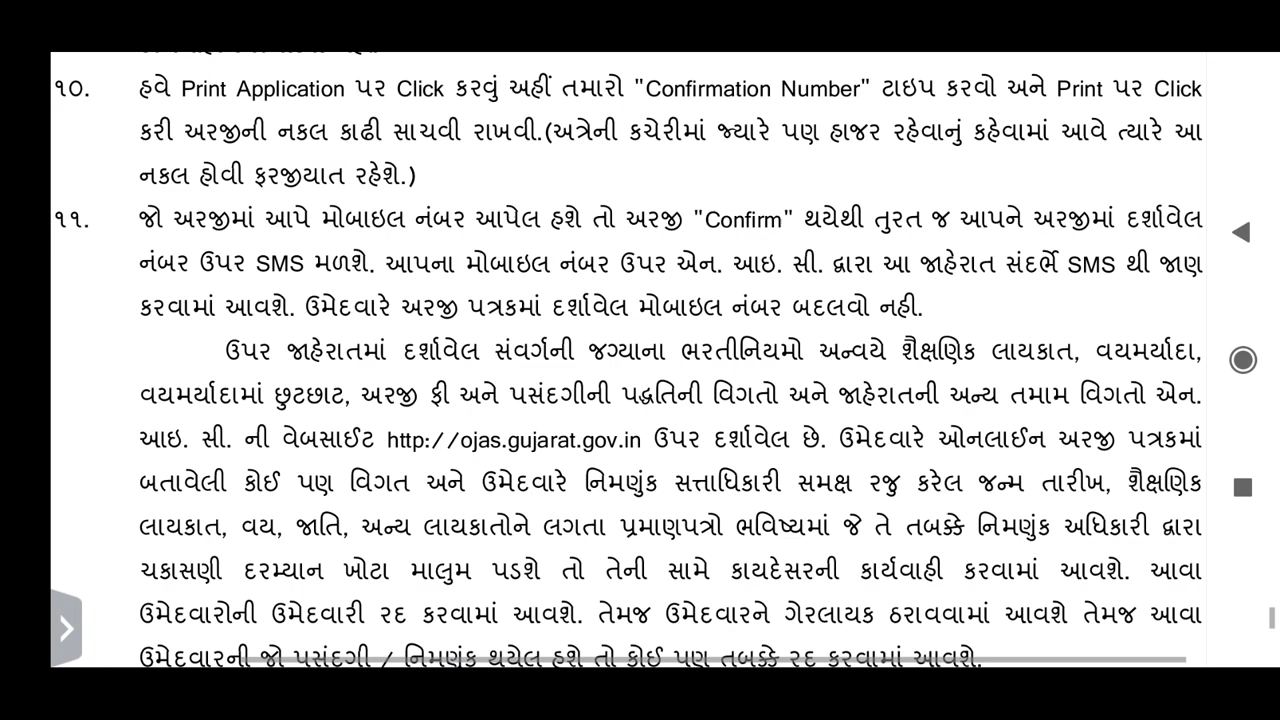 ૧૦. હવે Print Application પર Click કરવું અહીં તમારો "Confirmation Number" ટાઇપ કરવો અને Print પર Click
કરી અરજીની નકલ કાઢી સાચવી રાખવી.(અત્રેની કચેરીમાં જ્યારે પણ હાજર રહેવાનું કહેવામાં આવે ત્યારે આ
નકલ હોવી ફરજીયાત રહેશે.)
૧૧. જો અરજીમાં આપે મોબાઇલ નંબર આપેલ હશે તો અરજી "Confirm" થયેથી તુરત જ આપને અરજીમાં દર્શાવેલ
નંબર ઉપર SMS મળશે. આપના મોબાઇલ નંબર ઉપર એન. આઇ. સી. દ્વારા આ જાહેરાત સંદર્ભે SMS થી જાણ
કરવામાં આવશે. ઉમેદવારે અરજી પત્રકમાં દર્શાવેલ મોબાઇલ નંબર બદલવો નહી.
ઉપર જાહેરાતમાં દર્શાવેલ સંવર્ગની જગ્યાના ભરતીનિયમો અન્વયે શૈક્ષણિક લાયકાત, વયમર્યાદા,
વયમર્યાદામાં છુટછાટ, અરજી ફી અને પસંદગીની પદ્ધતિની વિગતો અને જાહેરાતની અન્ય તમામ વિગતો એન.
આઇ. સી. ની વેબસાઈટ http://ojas.gujarat.gov.in ઉપર દર્શાવેલ છે. ઉમેદવારે ઓનલાઈન અરજી પત્રકમાં
બતાવેલી કોઈ પણ વિગત અને ઉમેદવારે નિમણુંક સત્તાધિકારી સમક્ષ રજુ કરેલ જન્મ તારીખ, શૈક્ષણિક
લાયકાત, વય, જાતિ, અન્ય લાયકાતોને લગતા પ્રમાણપત્રો ભવિષ્યમાં જે તે તબક્કે નિમણુંક અધિકારી દ્વારા
ચકાસણી દરમ્યાન ખોટા માલુમ પડશે તો તેની સામે કાયદેસરની કાર્યવાહી કરવામાં આવશે. આવા
ઉમેદવારોની ઉમેદવારી રદ કરવામાં આવશે. તેમજ ઉમેદવારને ગેરલાયક ઠરાવવામાં આવશે તેમજ આવા
ઉમેદવારની જો પસંદગી / નિમણુંક થયેલ હશે તો કોઈ પણ તબક્કે રદ કરવામાં આવશે.